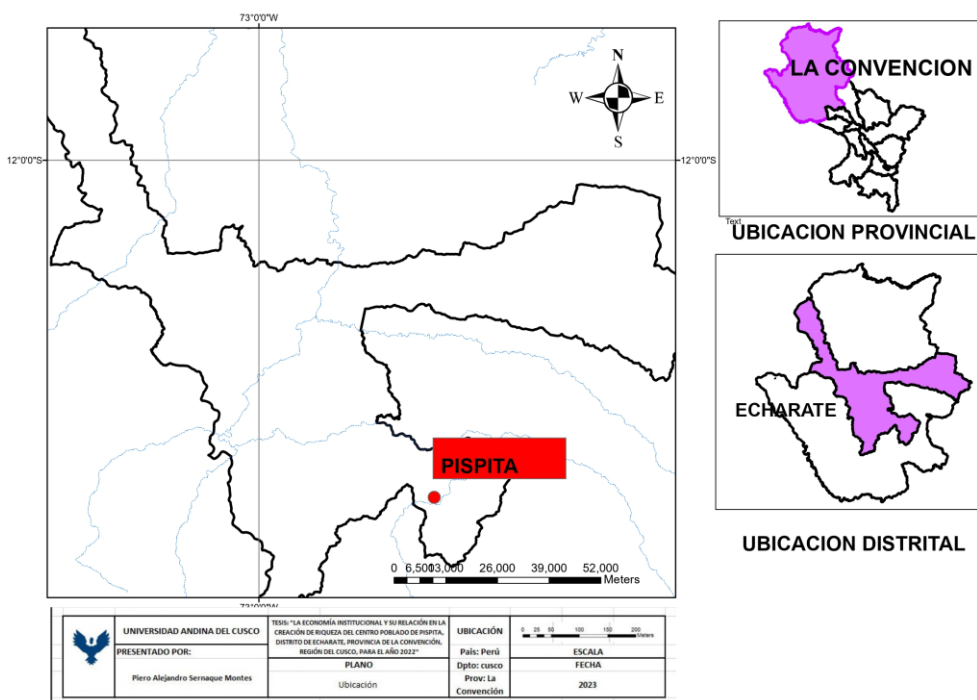 73°0'0"W
N
W E
S
12°0'0"S
12°0'0"S
PISPITA
0 6,50013,000 26,000 39,000 52,000
Meters
73°0'0"W
LA CONVENCION
Text
UBICACION PROVINCIAL
ECHARATE
UBICACION DISTRITAL
UNIVERSIDAD ANDINA DEL CUSCO
PRESENTADO POR:
Piero Alejandro Sernaque Montes
TESIS: "LA ECONOMÍA INSTITUCIONAL Y SU RELACIÓN EN LA
CREACIÓN DE RIQUEZA DEL CENTRO POBLADO DE PISPITA,
DISTRITO DE ECHARATE, PROVINCIA DE LA CONVENCIÓN,
REGIÓN DEL CUSCO, PARA EL AÑO 2022"
PLANO
Ubicación
UBICACIÓN
Pais: Perú
Dpto: cusco
Prov: La
Convención
0 25 50 100 150 200
Meters
ESCALA
FECHA
2023